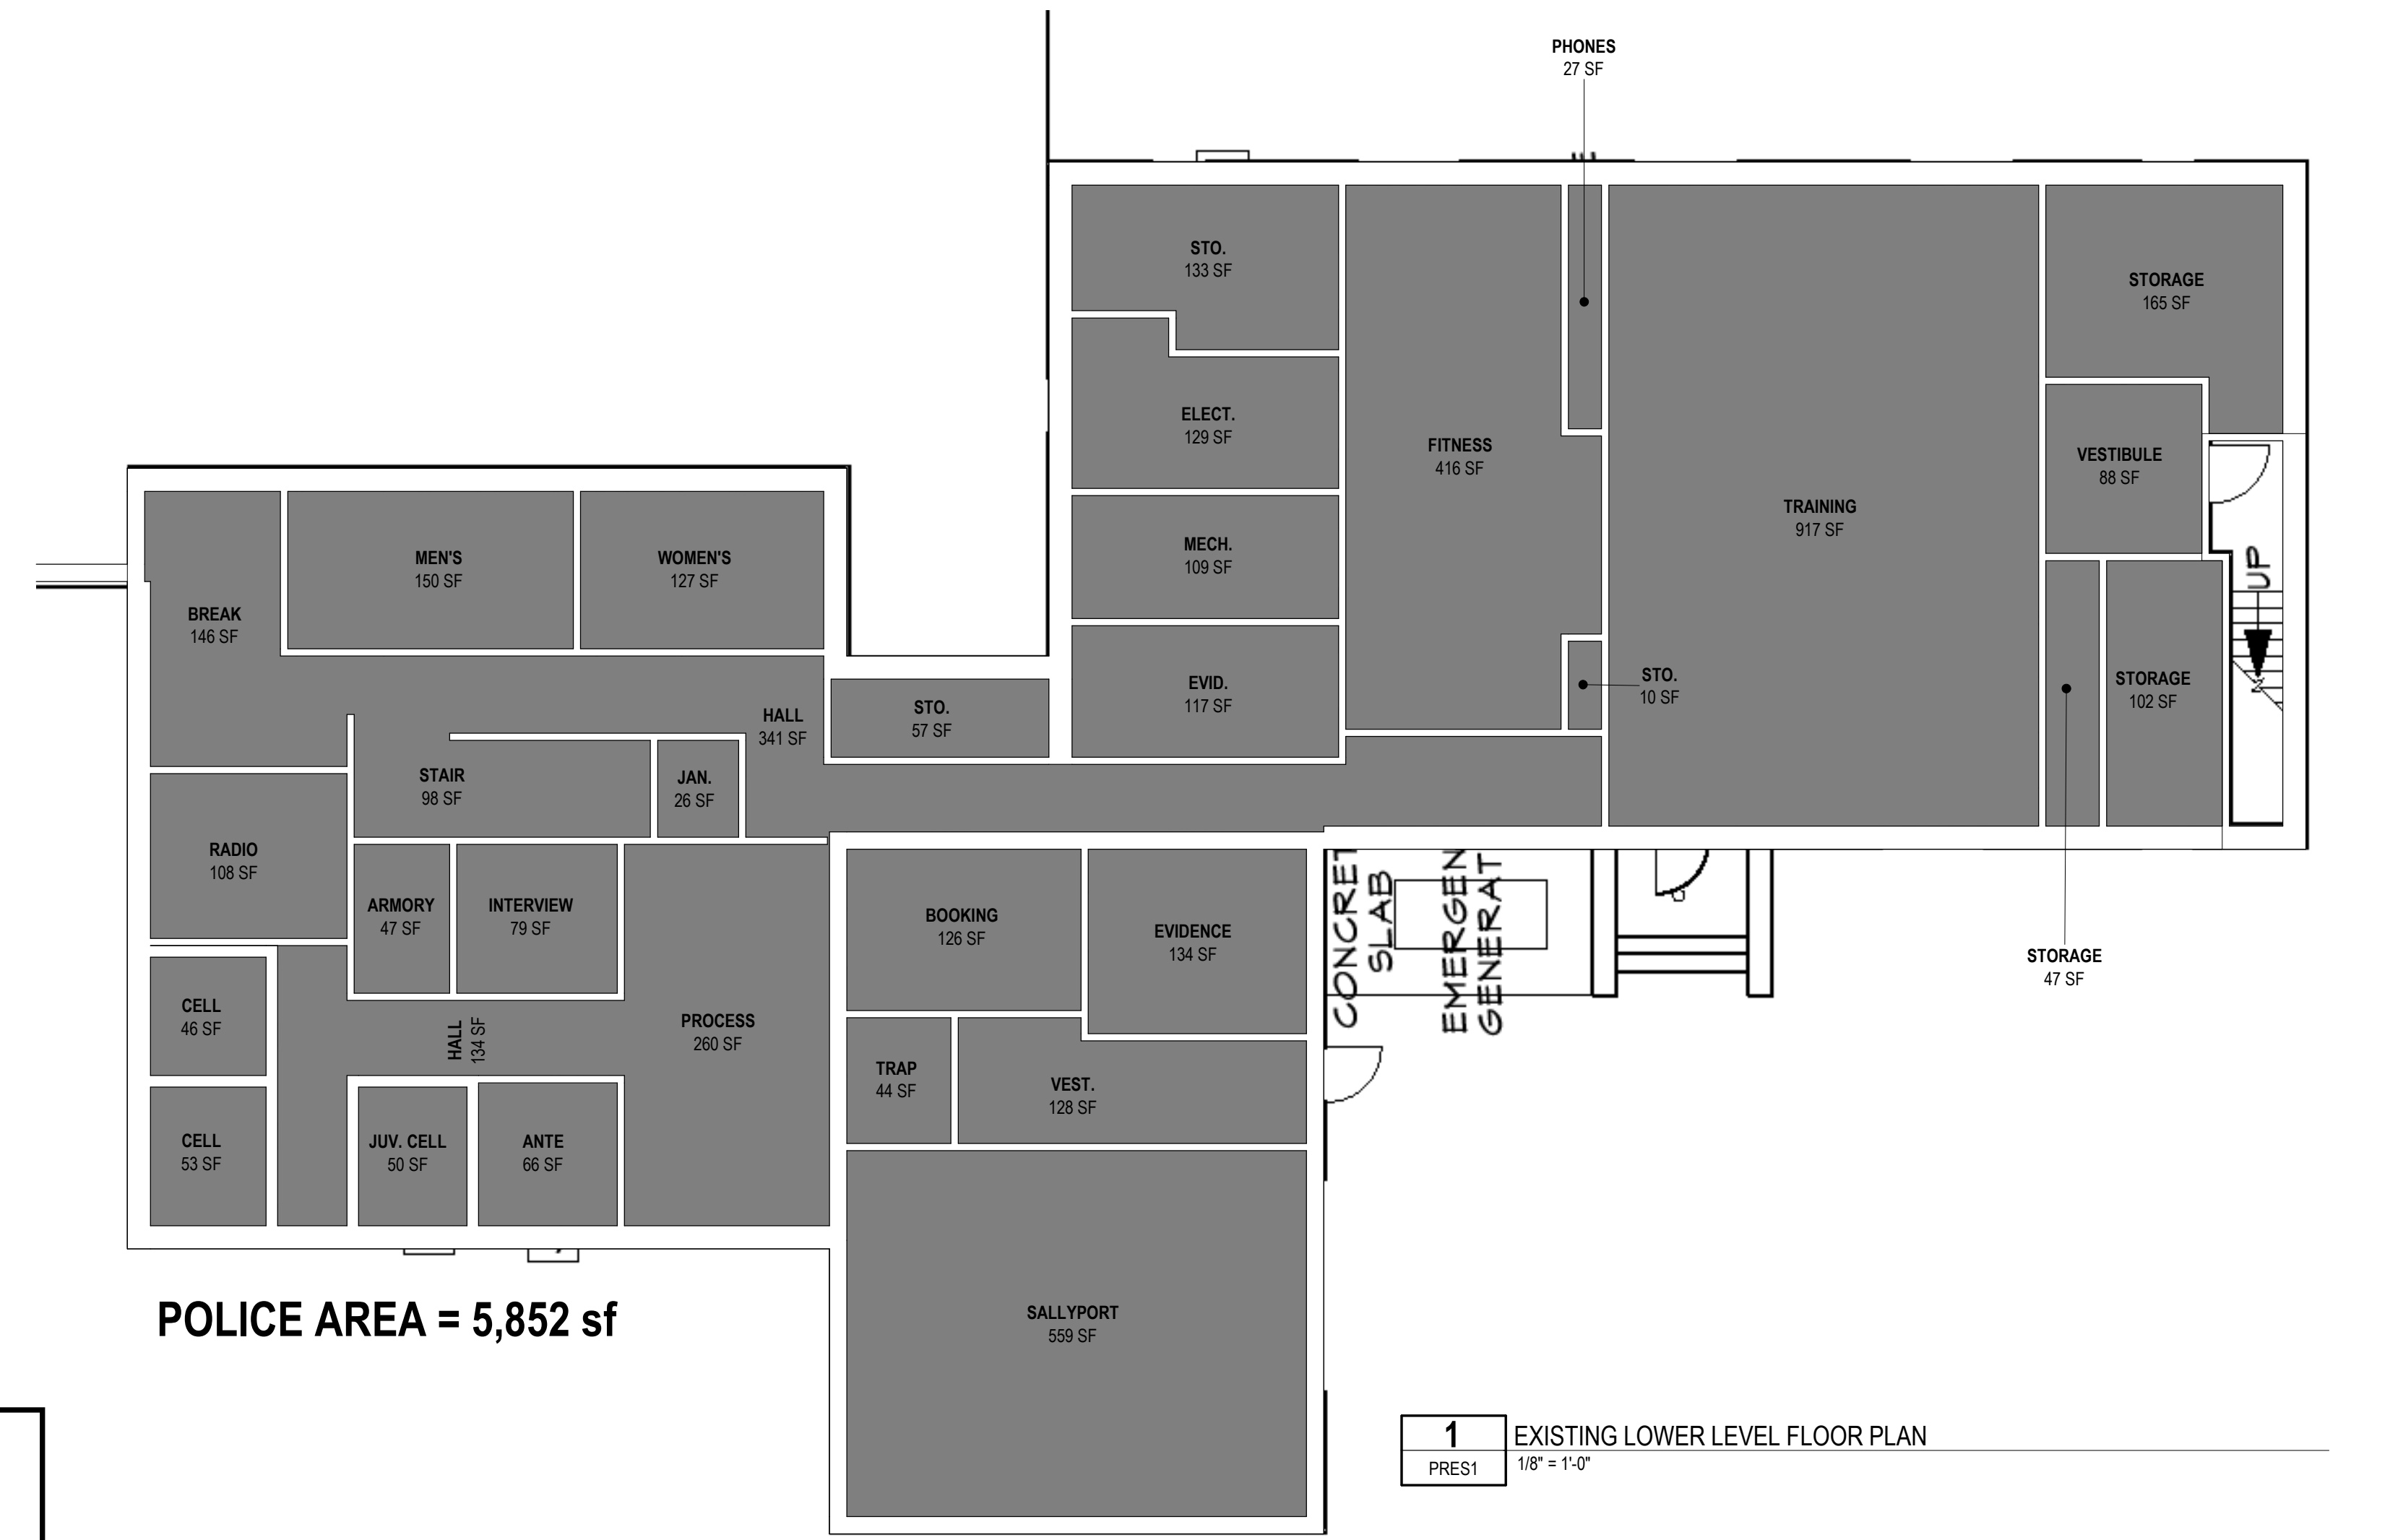 PHONES
27 SF
STO.
133 SF
STORAGE
165 SF
ELECT.
129 SF
FITNESS
416 SF
VESTIBULE
88 SF
TRAINING
917 SF
MECH.
109 SF
MEN'S
150 SF
WOMEN'S
127 SF
UP
BREAK
146 SF
EVID.
117 SF
STO.
10 SF
STORAGE
102 SF
STO.
57 SF
HALL
341 SF
STAIR
98 SF
JAN.
26 SF
RADIO
108 SF
ARMORY
47 SF
INTERVIEW
79 SF
BOOKING
126 SF
EVIDENCE
134 SF
CONCRET
SLAB
EMERGEN
GENERAT
STORAGE
47 SF
CELL
46 SF
HALL
134 SF
PROCESS
260 SF
TRAP
44 SF
VEST.
128 SF
CELL
53 SF
JUV. CELL
50 SF
ANTE
66 SF
POLICE AREA = 5,852 sf
SALLYPORT
559 SF
1
EXISTING LOWER LEVEL FLOOR PLAN
PRES1
1/8" = 1'-0"